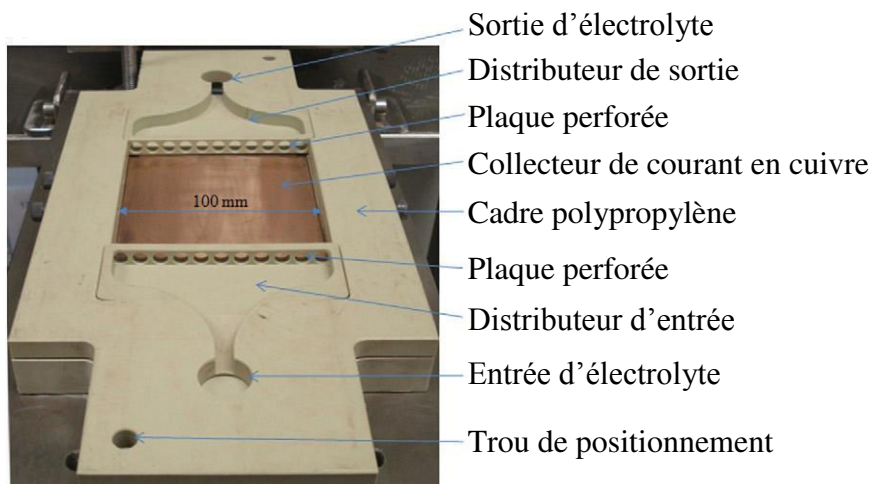 Sortie d’électrolyte
Distributeur de sortie
Plaque perforée
Collecteur de courant en cuivre
100 mm
Cadre polypropylène
Plaque perforée
Distributeur d’entrée
Entrée d’électrolyte
Trou de positionnement